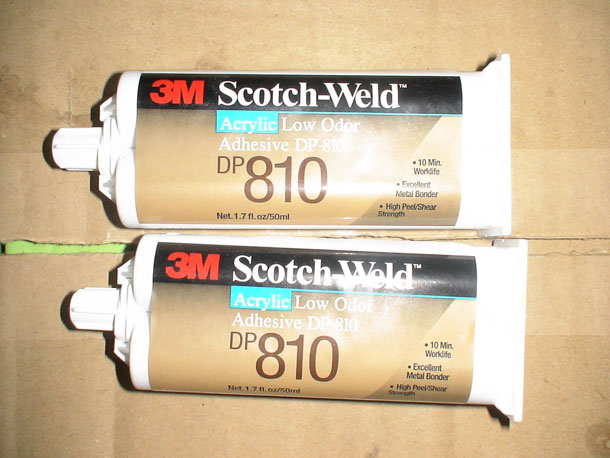 3M Scotch-Weld™
Acrylic Low Odor
Adhesive DP-810
DP810
• 10 Min.
Worklife
• Excellent
Metal Bonder
• High Peel/Shear
Strength
Net. 1.7 fl. oz/50ml
3M Scotch-Weld™
Acrylic Low Odor
Adhesive DP-810
DP810
• 10 Min.
Worklife
• Excellent
Metal Bonder
• High Peel/Shear
Strength
Net. 1.7 fl. oz/50ml